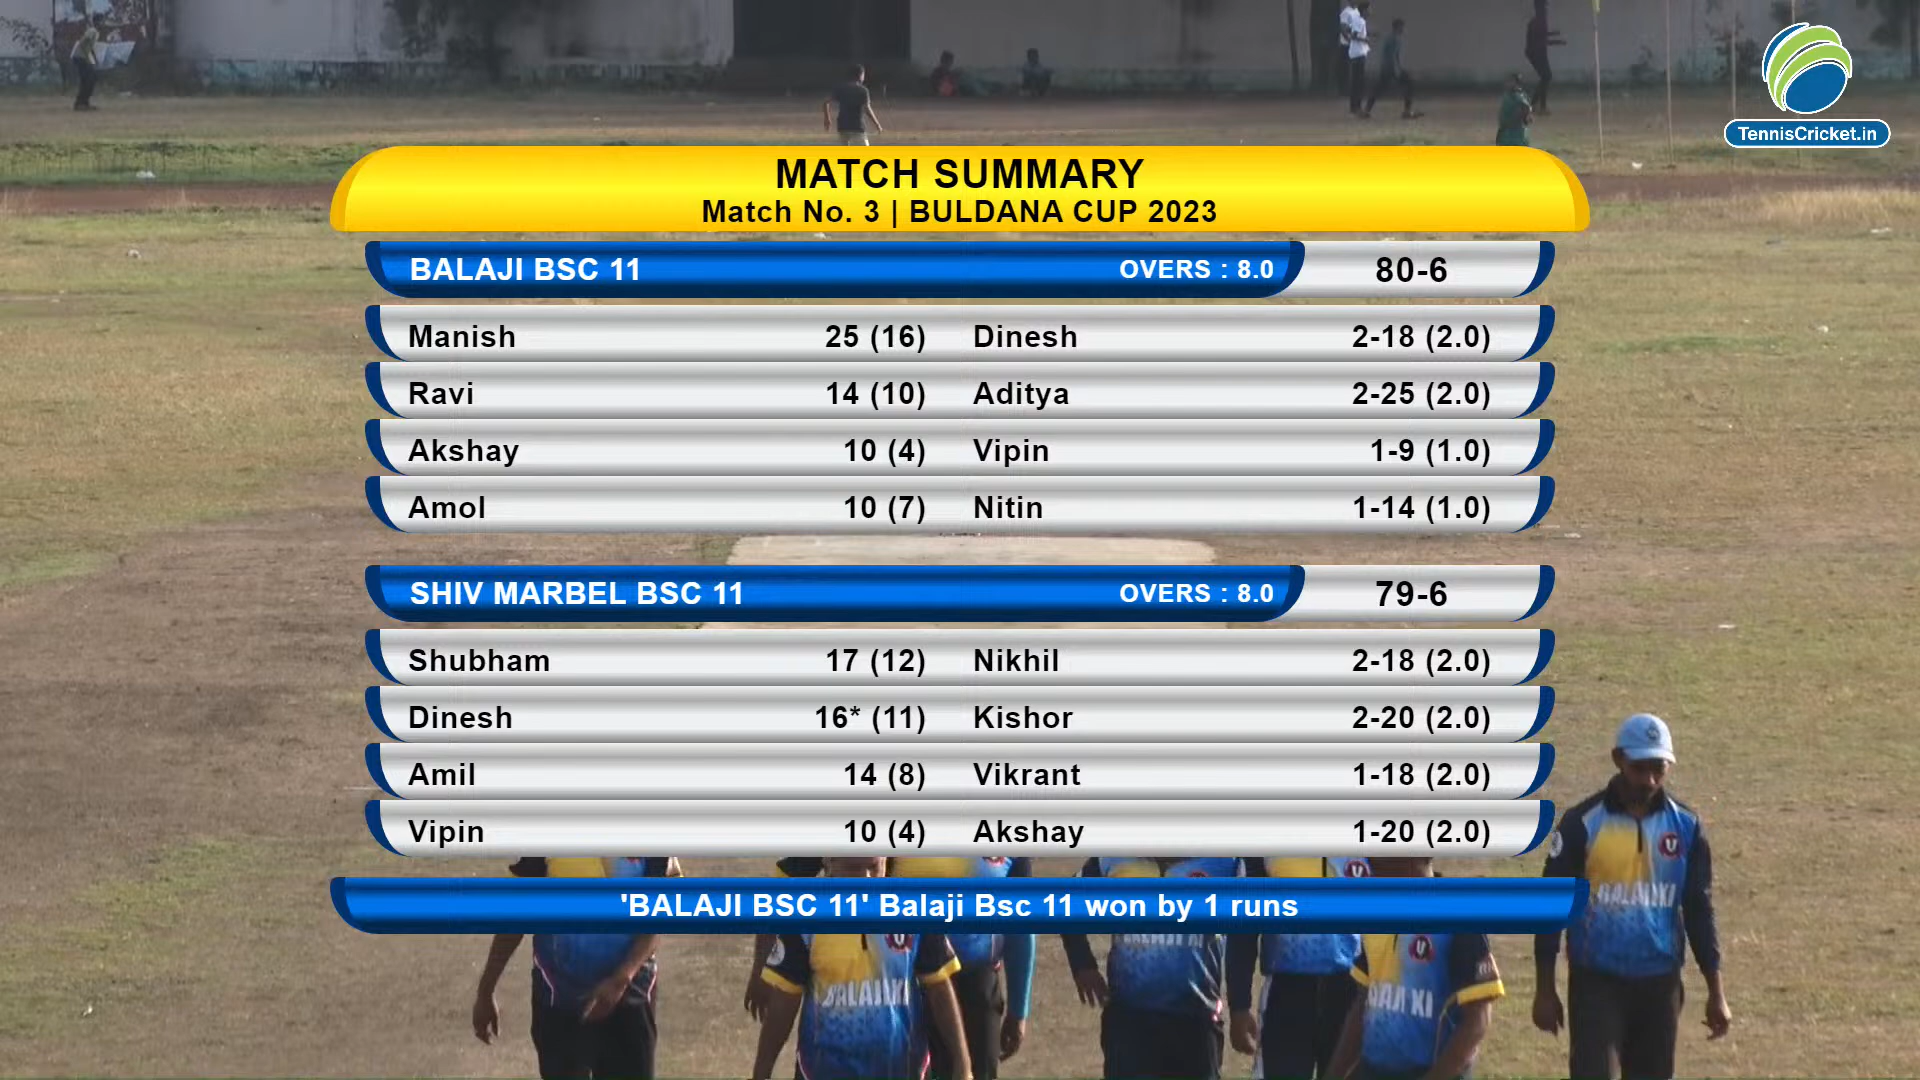 TennisCricket.in
MATCH SUMMARY
Match No. 3 | BULDANA CUP 2023
BALAJI BSC 11 OVERS : 8.0 80-6
Manish 25 (16) Dinesh 2-18 (2.0)
Ravi 14 (10) Aditya 2-25 (2.0)
Akshay 10 (4) Vipin 1-9 (1.0)
Amol 10 (7) Nitin 1-14 (1.0)
SHIV MARBEL BSC 11 OVERS : 8.0 79-6
Shubham 17 (12) Nikhil 2-18 (2.0)
Dinesh 16* (11) Kishor 2-20 (2.0)
Amil 14 (8) Vikrant 1-18 (2.0)
Vipin 10 (4) Akshay 1-20 (2.0)
'BALAJI BSC 11' Balaji Bsc 11 won by 1 runs